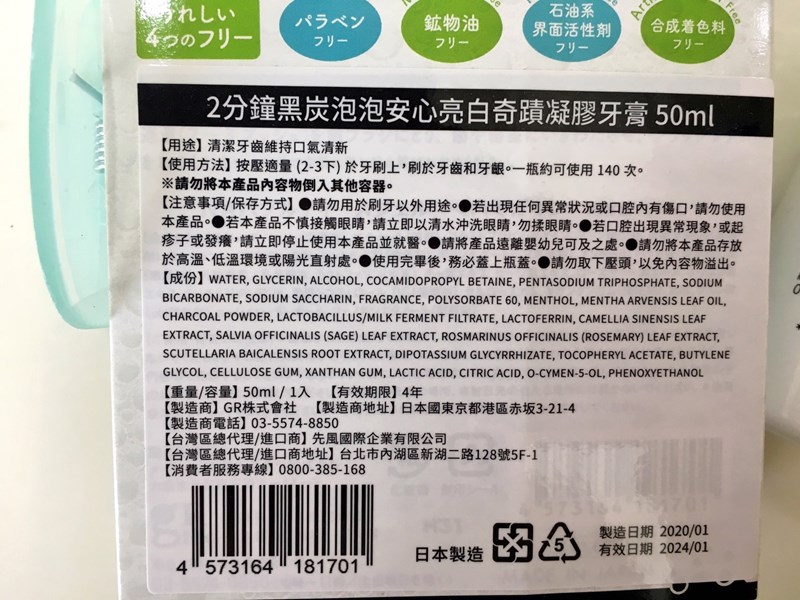 うれしい
4つのフリー
パラベン
フリー
鉱物油
フリー
石油系
界面活性剤
フリー
合成着色料
フリー
2分鐘黑炭泡泡安心亮白奇蹟凝膠牙膏 50ml
【用途】清潔牙齒維持口氣清新
【使用方法】按壓適量 (2-3下) 於牙刷上，刷於牙齒和牙齦。一瓶約可使用 140 次。
※請勿將本產品內容物倒入其他容器。
【注意事項/保存方式】●請勿用於刷牙以外用途。●若出現任何異常狀況或口腔內有傷口，請勿使用
本產品。●若本產品不慎接觸眼睛，請立即以清水沖洗眼睛，勿揉眼睛。●若口腔出現異常現象，或起
疹子或發癢，請立即停止使用本產品並就醫。●請將產品遠離嬰幼兒可及之處。●請勿將本產品存放
於高溫、低溫環境或陽光直射處。●使用完畢後，務必蓋上瓶蓋。●請勿取下壓頭，以免內容物溢出。
【成份】WATER, GLYCERIN, ALCOHOL, COCAMIDOPROPYL BETAINE, PENTASODIUM TRIPHOSPHATE, SODIUM
BICARBONATE, SODIUM SACCHARIN, FRAGRANCE, POLYSORBATE 60, MENTHOL, MENTHA ARVENSIS LEAF OIL,
CHARCOAL POWDER, LACTOBACILLUS/MILK FERMENT FILTRATE, LACTOFERRIN, CAMELLIA SINENSIS LEAF
EXTRACT, SALVIA OFFICINALIS (SAGE) LEAF EXTRACT, ROSMARINUS OFFICINALIS (ROSEMARY) LEAF EXTRACT,
SCUTELLARIA BAICALENSIS ROOT EXTRACT, DIPOTASSIUM GLYCYRRHIZATE, TOCOPHERYL ACETATE, BUTYLENE
GLYCOL, CELLULOSE GUM, XANTHAN GUM, LACTIC ACID, CITRIC ACID, O-CYMEN-5-OL, PHENOXYETHANOL
【重量/容量】50ml / 1入 【有效期限】4年
【製造商】GR株式會社 【製造商地址】日本國東京都港區赤坂3-21-4
【製造商電話】03-5574-8850
【台灣區總代理/進口商】先風國際企業有限公司
【台灣區總代理/進口商地址】台北市內湖區新湖二路128號5F-1
【消費者服務專線】0800-385-168
4 573164 181701
日本製造
5
製造日期 2020/01
有效日期 2024/01